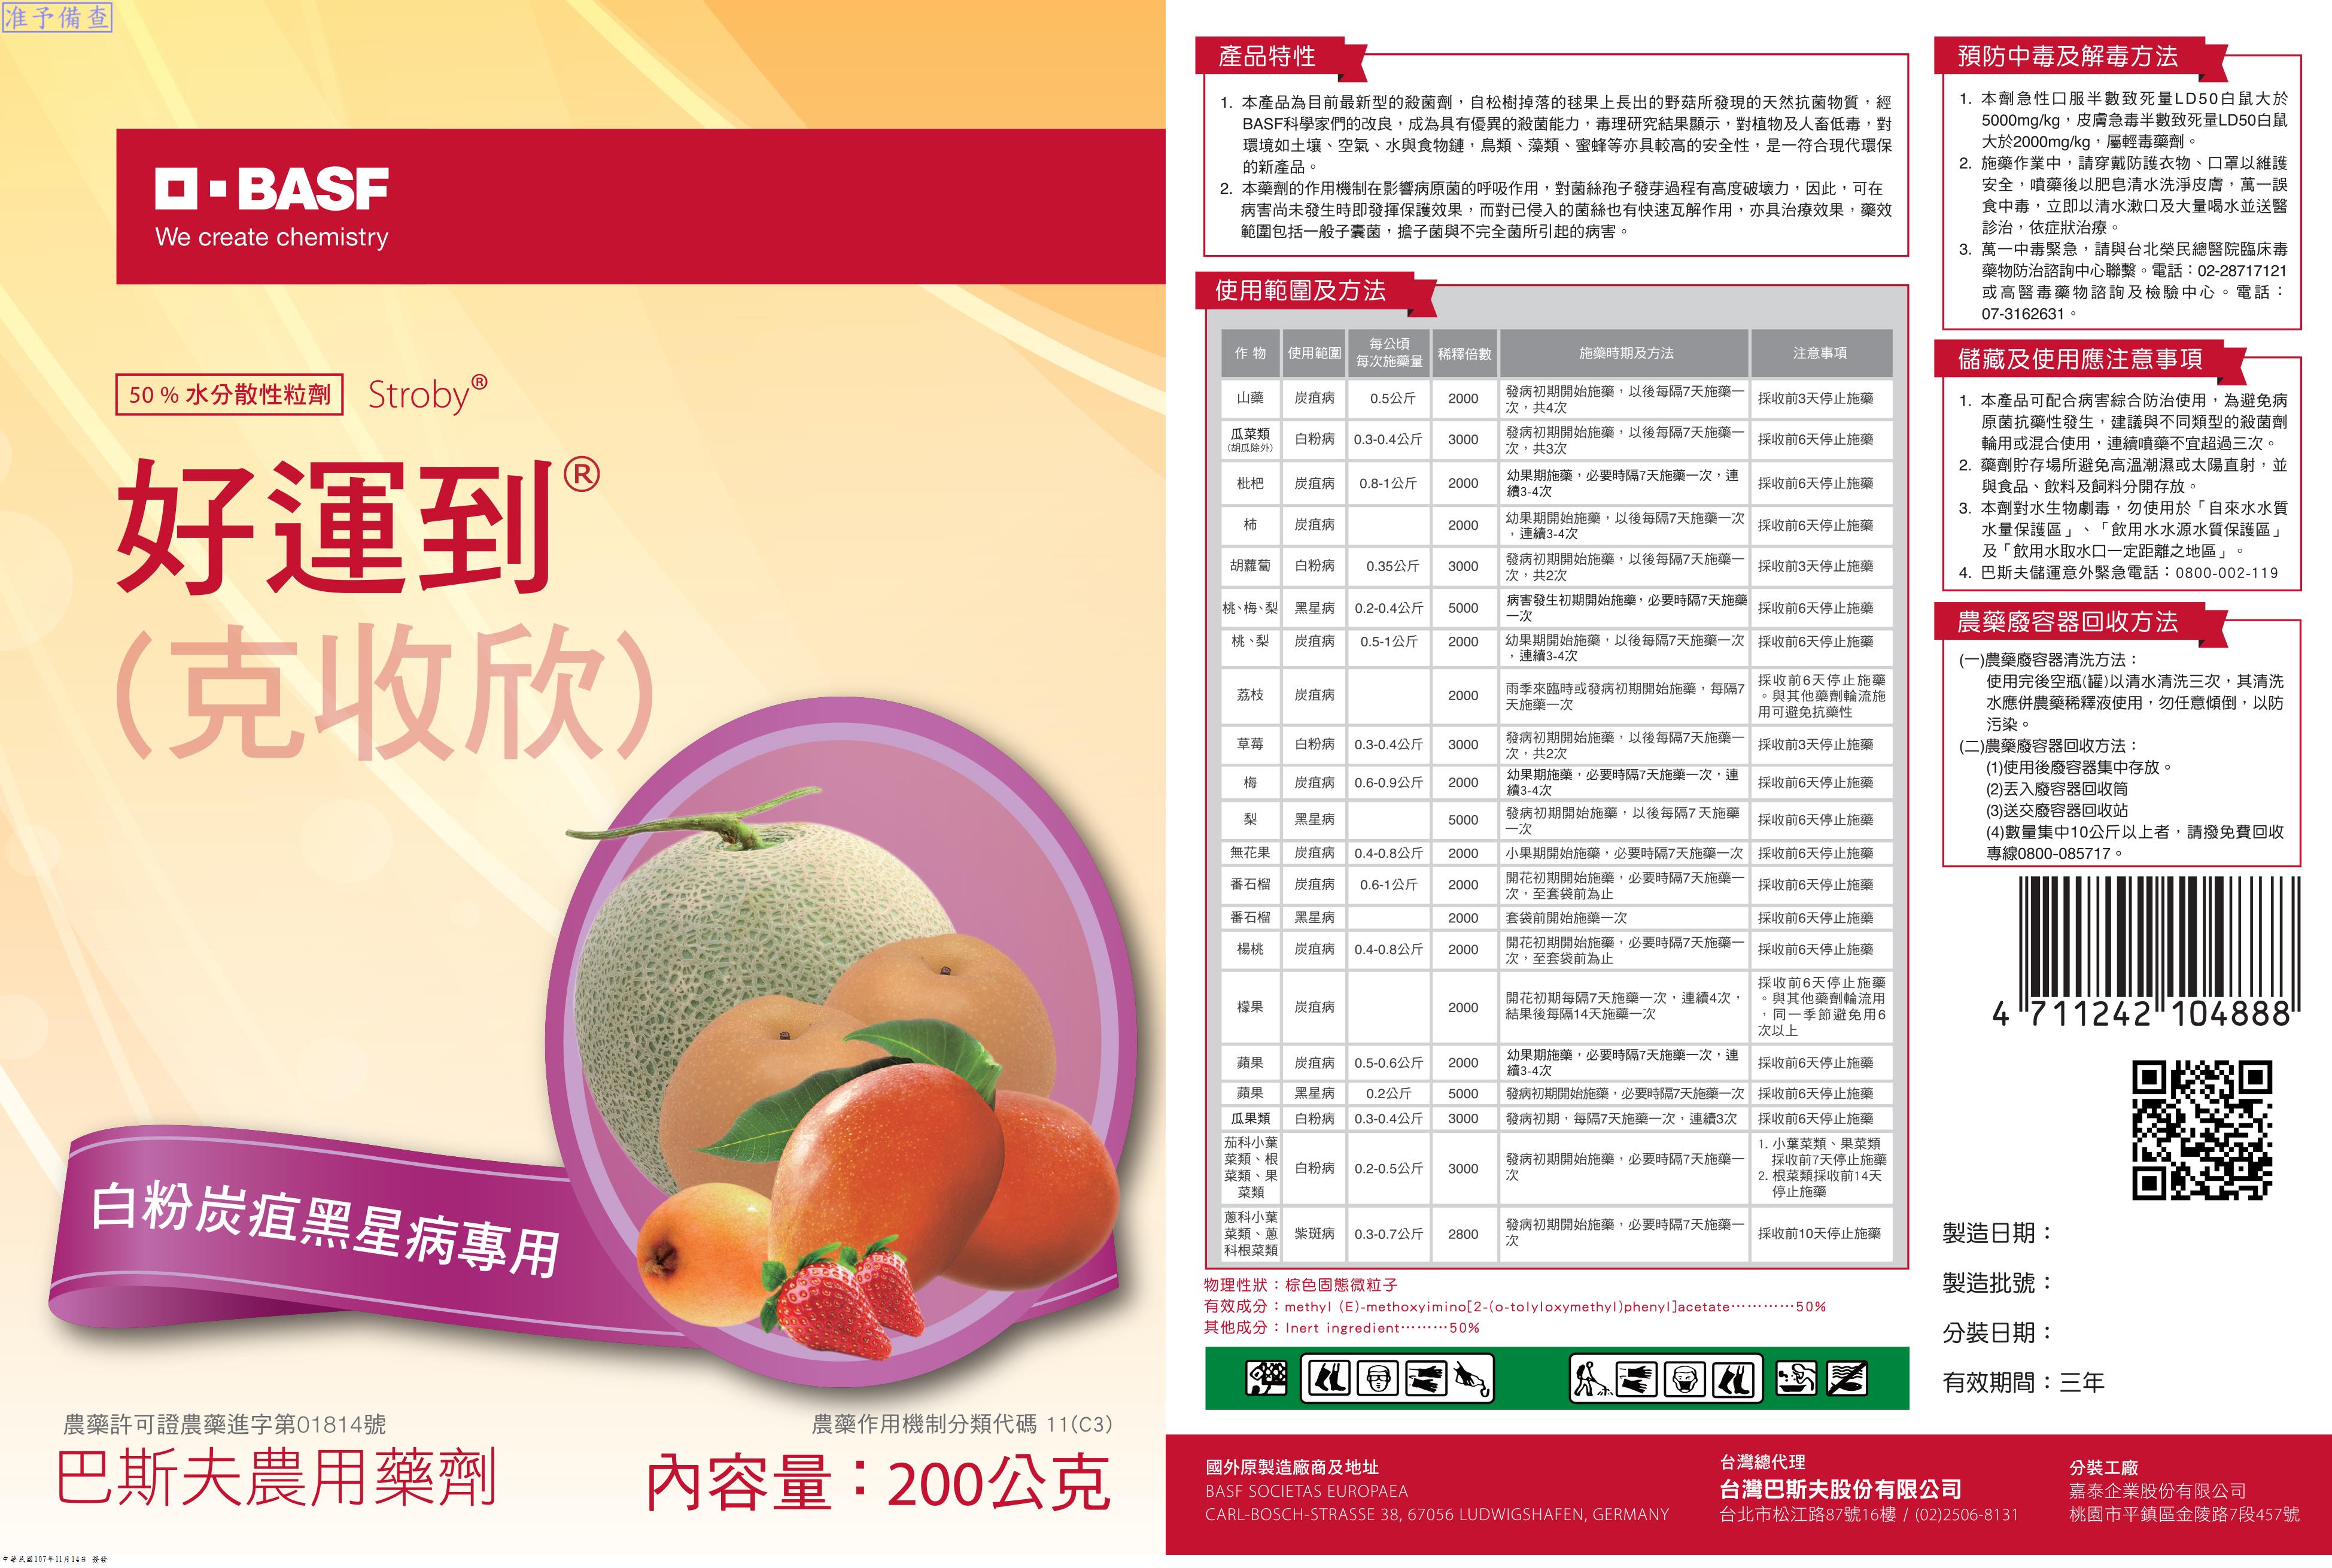 准予備查
BASF
We create chemistry
50 % 水分散性粒劑
Stroby®
好運到®
(克收欣)
白粉炭疽黑星病專用
農藥許可證農藥進字第01814號
農藥作用機制分類代碼 11(C3)
巴斯夫農用藥劑
內容量：200公克
中華民國107年11月14日 簽發
產品特性
1. 本產品為目前最新型的殺菌劑，自松樹掉落的毬果上長出的野菇所發現的天然抗菌物質，經
BASF科學家們的改良，成為具有優異的殺菌能力，毒理研究結果顯示，對植物及人畜低毒，對
環境如土壤、空氣、水與食物鏈，鳥類、藻類、蜜蜂等亦具較高的安全性，是一符合現代環保
的新產品。
2. 本藥劑的作用機制在影響病原菌的呼吸作用，對菌絲孢子發芽過程有高度破壞力，因此，可在
病害尚未發生時即發揮保護效果，而對已侵入的菌絲也有快速瓦解作用，亦具治療效果，藥效
範圍包括一般子囊菌，擔子菌與不完全菌所引起的病害。
使用範圍及方法
作 物 使用範圍 每公頃每次施藥量 稀釋倍數 施藥時期及方法 注意事項
山藥 炭疽病 0.5公斤 2000 發病初期開始施藥，以後每隔7天施藥一次，共4次 採收前3天停止施藥
瓜菜類(胡瓜除外) 白粉病 0.3-0.4公斤 3000 發病初期開始施藥，以後每隔7天施藥一次，共3次 採收前6天停止施藥
枇杷 炭疽病 0.8-1公斤 2000 幼果期施藥，必要時隔7天施藥一次，連續3-4次 採收前6天停止施藥
柿 炭疽病 2000 幼果期開始施藥，以後每隔7天施藥一次，連續3-4次 採收前6天停止施藥
胡蘿蔔 白粉病 0.35公斤 3000 發病初期開始施藥，以後每隔7天施藥一次，共2次 採收前3天停止施藥
桃、梅、梨 黑星病 0.2-0.4公斤 5000 病害發生初期開始施藥，必要時隔7天施藥一次 採收前6天停止施藥
桃、梨 炭疽病 0.5-1公斤 2000 幼果期開始施藥，以後每隔7天施藥一次，連續3-4次 採收前6天停止施藥
荔枝 炭疽病 2000 雨季來臨時或發病初期開始施藥，每隔7天施藥一次 採收前6天停止施藥。與其他藥劑輪流施用可避免抗藥性
草莓 白粉病 0.3-0.4公斤 3000 發病初期開始施藥，以後每隔7天施藥一次，共2次 採收前3天停止施藥
梅 炭疽病 0.6-0.9公斤 2000 幼果期施藥，必要時隔7天施藥一次，連續3-4次 採收前6天停止施藥
梨 黑星病 5000 發病初期開始施藥，以後每隔7天施藥一次 採收前6天停止施藥
無花果 炭疽病 0.4-0.8公斤 2000 小果期開始施藥，必要時隔7天施藥一次 採收前6天停止施藥
番石榴 炭疽病 0.6-1公斤 2000 開花初期開始施藥，必要時隔7天施藥一次，至套袋前為止 採收前6天停止施藥
番石榴 黑星病 2000 套袋前開始施藥一次 採收前6天停止施藥
楊桃 炭疽病 0.4-0.8公斤 2000 開花初期開始施藥，必要時隔7天施藥一次，至套袋前為止 採收前6天停止施藥
檬果 炭疽病 2000 開花初期每隔7天施藥一次，連續4次，結果後每隔14天施藥一次 採收前6天停止施藥。與其他藥劑輪流用，同一季節避免用6次以上
蘋果 炭疽病 0.5-0.6公斤 2000 幼果期施藥，必要時隔7天施藥一次，連續3-4次 採收前6天停止施藥
蘋果 黑星病 0.2公斤 5000 發病初期開始施藥，必要時隔7天施藥一次 採收前6天停止施藥
瓜果類 白粉病 0.3-0.4公斤 3000 發病初期，每隔7天施藥一次，連續3次 採收前6天停止施藥
茄科小葉菜類、根菜類、果菜類 白粉病 0.2-0.5公斤 3000 發病初期開始施藥，必要時隔7天施藥一次 1. 小葉菜類、果菜類採收前7天停止施藥 2. 根菜類採收前14天停止施藥
蔥科小葉菜類、蔥科根菜類 紫斑病 0.3-0.7公斤 2800 發病初期開始施藥，必要時隔7天施藥一次 採收前10天停止施藥
物理性狀：棕色固態微粒子
有效成分：methyl (E)-methoxyimino[2-(o-tolyloxymethyl)phenyl]acetate…………50%
其他成分：Inert ingredient………50%
預防中毒及解毒方法
1. 本劑急性口服半數致死量LD50白鼠大於
5000mg/kg，皮膚急毒半數致死量LD50白鼠
大於2000mg/kg，屬輕毒藥劑。
2. 施藥作業中，請穿戴防護衣物、口罩以維護
安全，噴藥後以肥皂清水洗淨皮膚，萬一誤
食中毒，立即以清水漱口及大量喝水並送醫
診治，依症狀治療。
3. 萬一中毒緊急，請與台北榮民總醫院臨床毒
藥物防治諮詢中心聯繫。電話：02-28717121
或高醫毒藥物諮詢及檢驗中心。電話：
07-3162631。
儲藏及使用應注意事項
1. 本產品可配合病害綜合防治使用，為避免病
原菌抗藥性發生，建議與不同類型的殺菌劑
輪用或混合使用，連續噴藥不宜超過三次。
2. 藥劑貯存場所避免高溫潮濕或太陽直射，並
與食品、飲料及飼料分開存放。
3. 本劑對水生物劇毒，勿使用於「自來水水質
水量保護區」、「飲用水水源水質保護區」
及「飲用水取水口一定距離之地區」。
4. 巴斯夫儲運意外緊急電話：0800-002-119
農藥廢容器回收方法
(一)農藥廢容器清洗方法：
使用完後空瓶(罐)以清水清洗三次，其清洗
水應併農藥稀釋液使用，勿任意傾倒，以防
污染。
(二)農藥廢容器回收方法：
(1)使用後廢容器集中存放。
(2)丟入廢容器回收筒
(3)送交廢容器回收站
(4)數量集中10公斤以上者，請撥免費回收
專線0800-085717。
4 711242 104888
製造日期：
製造批號：
分裝日期：
有效期間：三年
國外原製造廠商及地址
BASF SOCIETAS EUROPAEA
CARL-BOSCH-STRASSE 38, 67056 LUDWIGSHAFEN, GERMANY
台灣總代理
台灣巴斯夫股份有限公司
台北市松江路87號16樓 / (02)2506-8131
分裝工廠
嘉泰企業股份有限公司
桃園市平鎮區金陵路7段457號